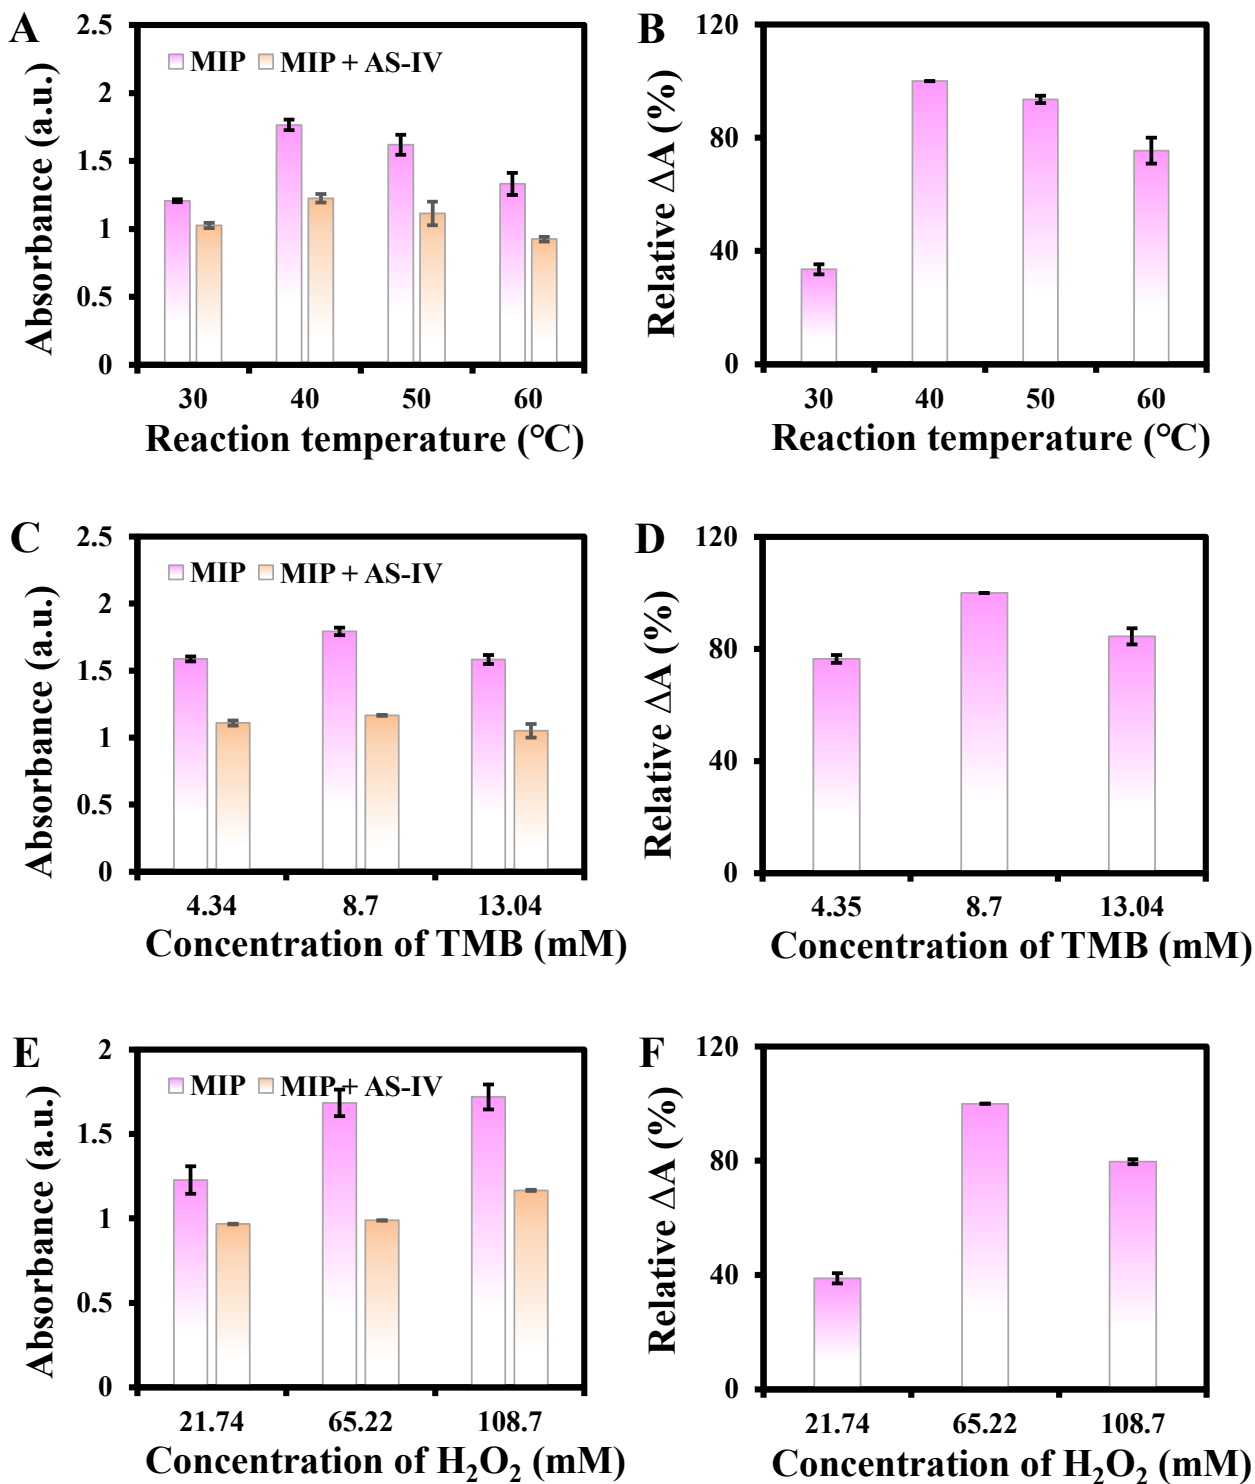 A
Absorbance (a.u.)
2.5
2
1.5
1
0.5
0
MIP MIP + AS-IV
30 40 50 60
Reaction temperature (°C)
B
Relative ΔA (%)
120
80
40
0
30 40 50 60
Reaction temperature (°C)
C
Absorbance (a.u.)
2.5
2
1.5
1
0.5
0
MIP MIP + AS-IV
4.34 8.7 13.04
Concentration of TMB (mM)
D
Relative ΔA (%)
120
80
40
0
4.35 8.7 13.04
Concentration of TMB (mM)
E
Absorbance (a.u.)
2
1.5
1
0.5
0
MIP MIP + AS-IV
21.74 65.22 108.7
Concentration of H₂O₂ (mM)
F
Relative ΔA (%)
120
80
40
0
21.74 65.22 108.7
Concentration of H₂O₂ (mM)